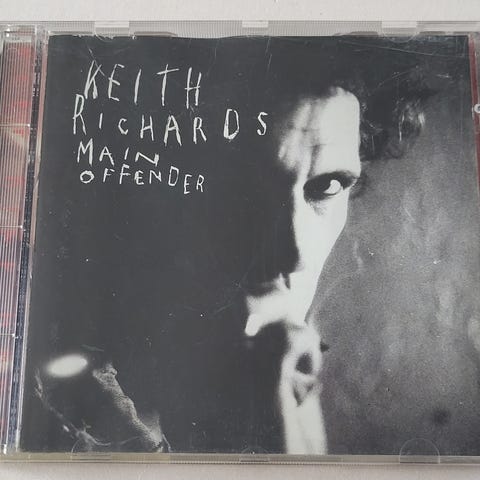 KEITH
RICHARDS
MAIN
OFFENDER